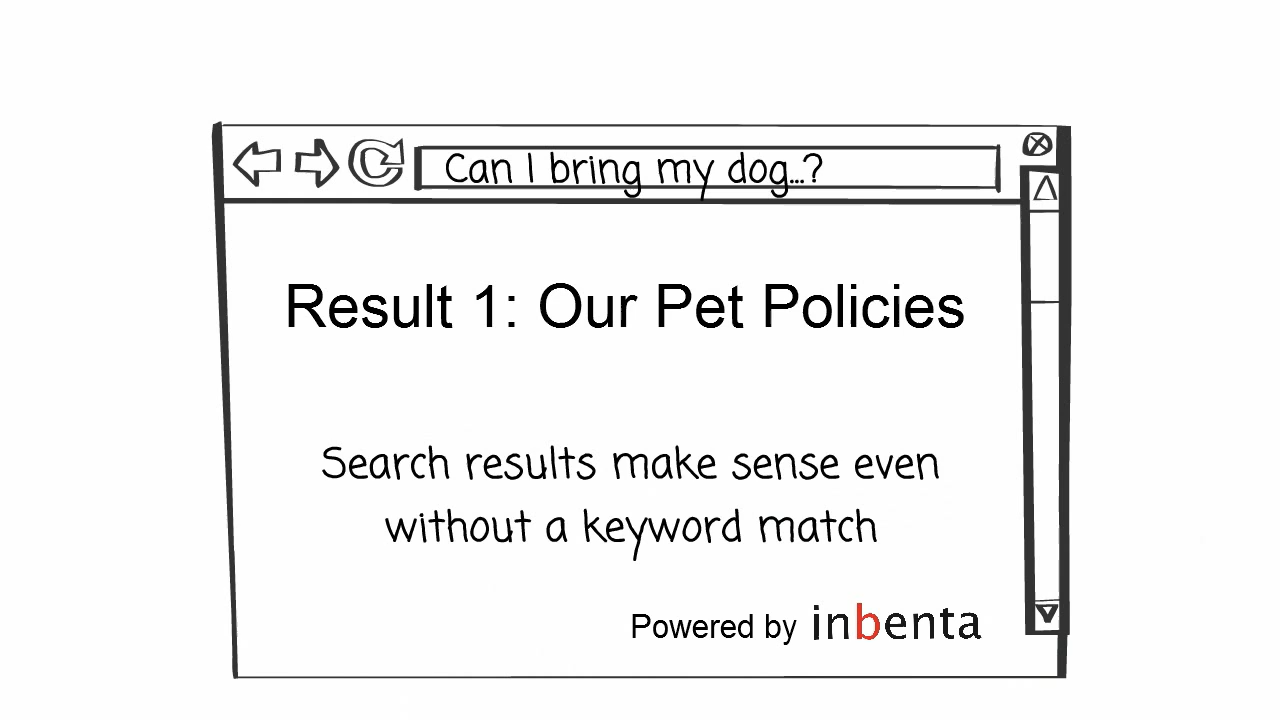 Can I bring my dog...?
Result 1: Our Pet Policies
Search results make sense even
without a keyword match
Powered by inbenta